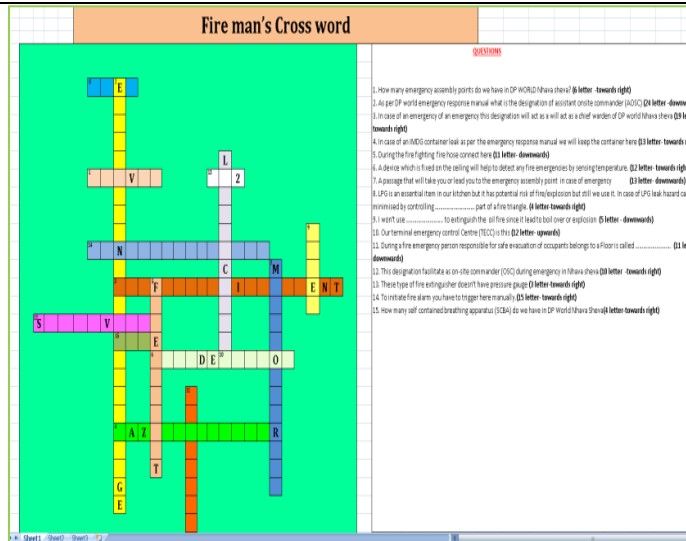 Fire man's Cross word
QUESTIONS
1. How many emergency assembly points do we have in DP WORLD Nhava sheva? (6 letter -towards right)
2. As per DP world emergency response manual what is the designation of assistant onsite commander (AOSC) (24 letter -downw
3. In case of an emergency of an emergency this designation will act as a will act as a chief warden of DP world Nhava sheva (19 le
towards right)
4. In case of an IMDG container leak as per the emergency response manual we will keep the container here (13 letter- towards r
5. During the fire fighting fire hose connect here (11 letter- downwards)
6. A device which is fixed on the ceiling will help to detect any fire emergencies by sensing temperature. (12 letter- towards righ
7. A passage that will take you or lead you to the emergency assembly point in case of emergency (13 letter- downwards)
8. LPG is an essential item in our kitchen but it has potential risk of fire/explosion but still we use it. In case of LPG leak hazard ca
minimised by controlling ................. part of a fire triangle. (4 letter-towards right)
9. I won't use ................ to extinguish the oil fire since it lead to boil over or explosion (5 letter - downwards)
10. Our terminal emergency control Centre (TECC) is this (12 letter- upwards)
11. During a fire emergency person responsible for safe evacuation of occupants belongs to a Floor is called ............... (11 le
downwards)
12. This designation facilitate as on-site commander (OSC) during emergency in Nhava sheva (10 letter -towards right)
13. These type of fire extinguisher doesn't have pressure gauge (3 letter-towards right)
14. To initiate fire alarm you have to trigger here manually. (15 letter- towards right)
15. How many self contained breathing apparatus (SCBA) do we have in DP World Nhava Sheva(4 letter-towards right)
E
L
V 2
N
C M
F I E N T
S V
E
D E O
A Z R
T
G
E
Sheet1 Sheet2 Sheet3